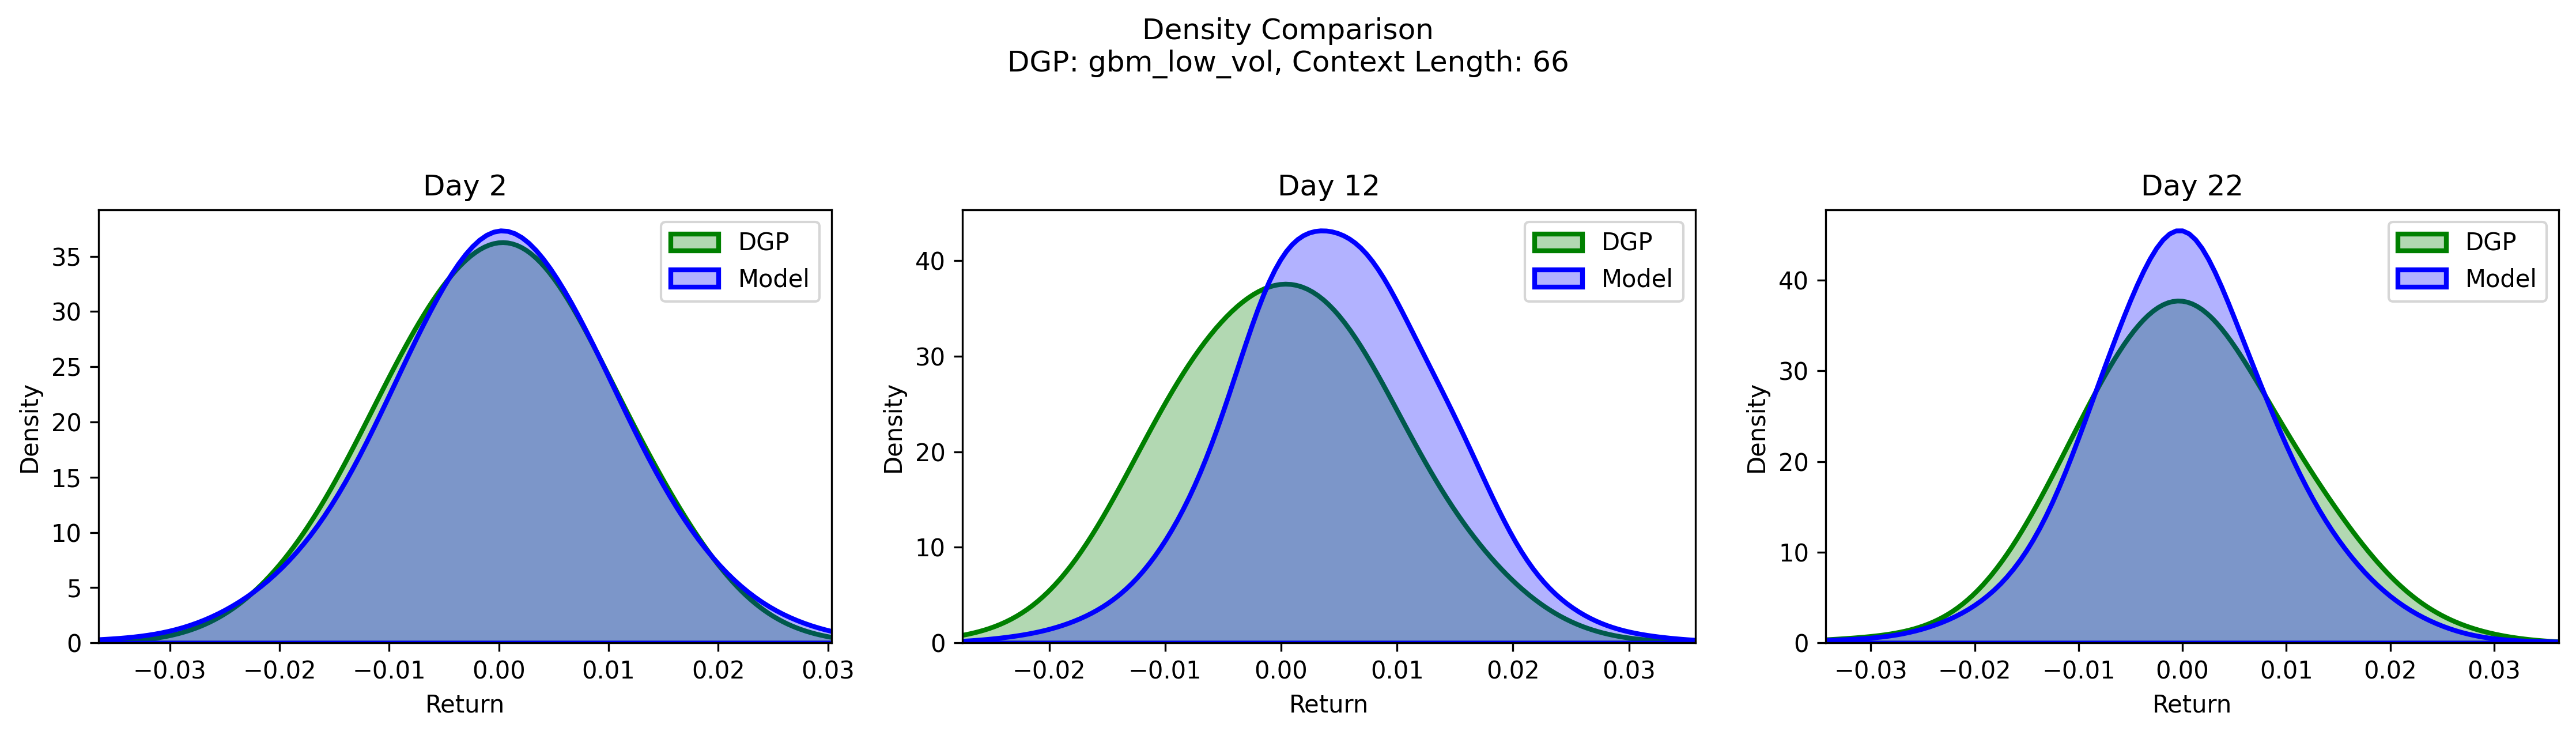 Density Comparison
DGP: gbm_low_vol, Context Length: 66
Day 2
Density
35
30
25
20
15
10
5
0
−0.03 −0.02 −0.01 0.00 0.01 0.02 0.03
Return
DGP
Model
Day 12
Density
40
30
20
10
0
−0.02 −0.01 0.00 0.01 0.02 0.03
Return
DGP
Model
Day 22
Density
40
30
20
10
0
−0.03 −0.02 −0.01 0.00 0.01 0.02 0.03
Return
DGP
Model